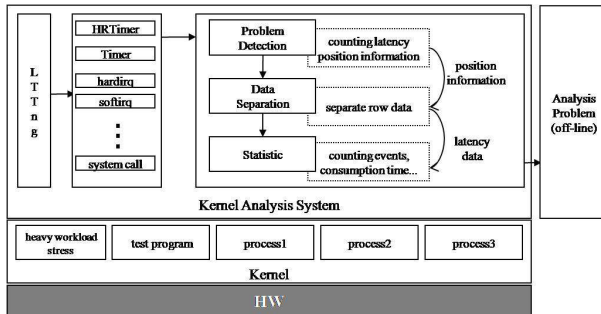 L
T
T
n
g
HRTimer
Timer
hardirq
softirq
system call
Problem
Detection
counting latency
position information
Data
Separation
separate row data
Statistic
counting events,
consumption time...
position
information
latency
data
Kernel Analysis System
Analysis
Problem
(off-line)
heavy workload
stress
test program
process1
process2
process3
Kernel
HW